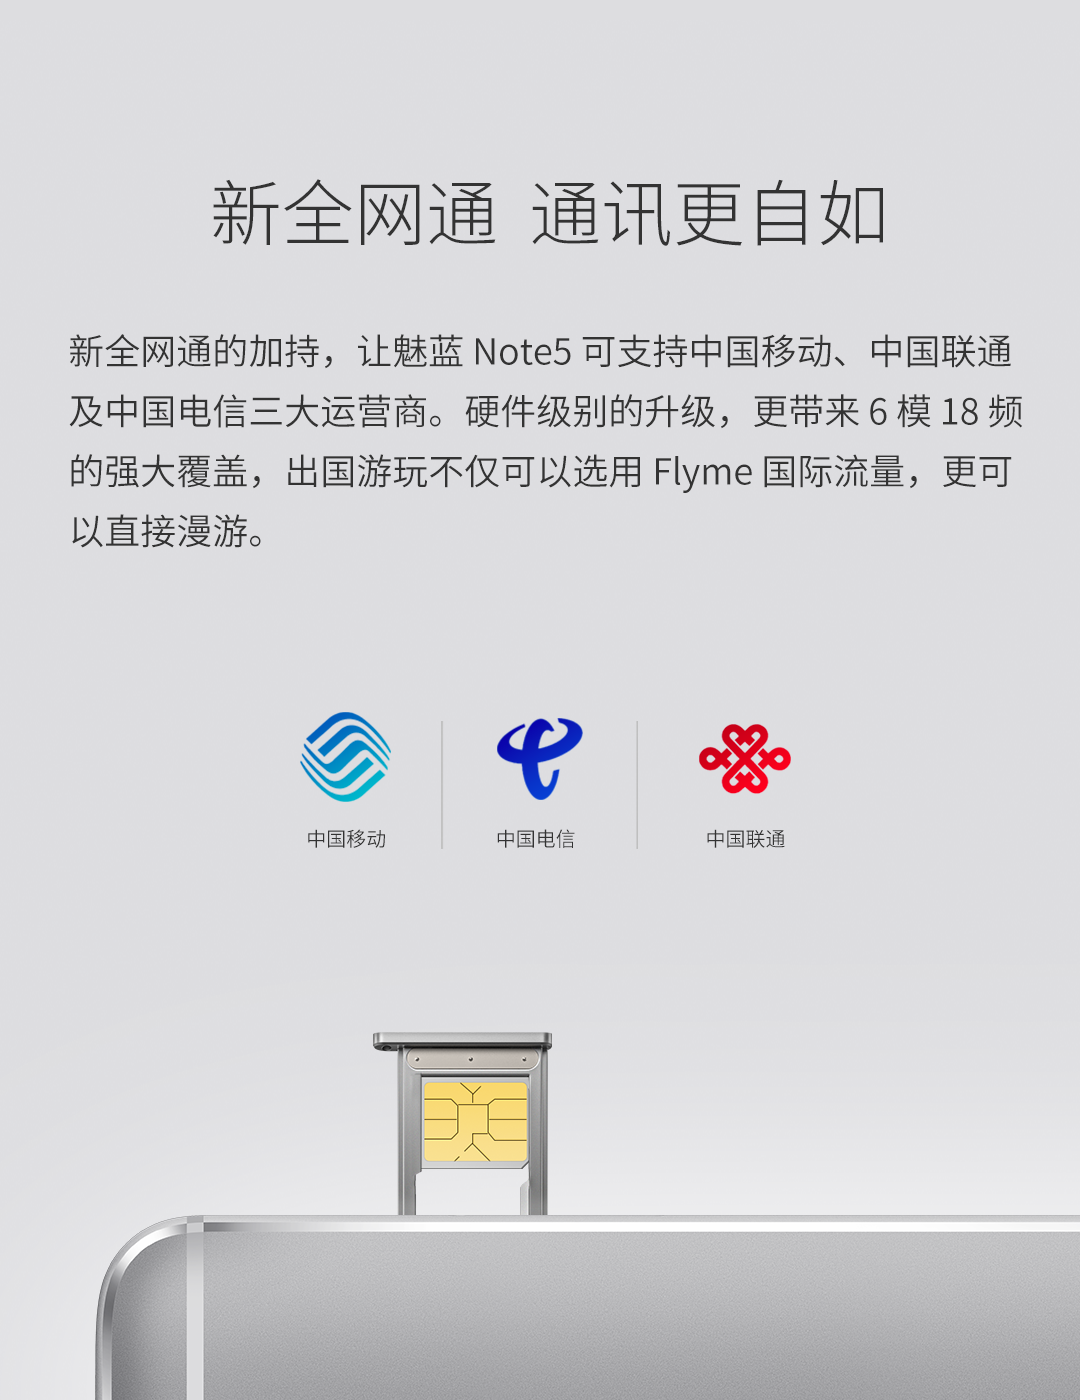 新全网通 通讯更自如
新全网通的加持，让魅蓝 Note5 可支持中国移动、中国联通
及中国电信三大运营商。硬件级别的升级，更带来 6 模 18 频
的强大覆盖，出国游玩不仅可以选用 Flyme 国际流量，更可
以直接漫游。
中国移动
中国电信
中国联通